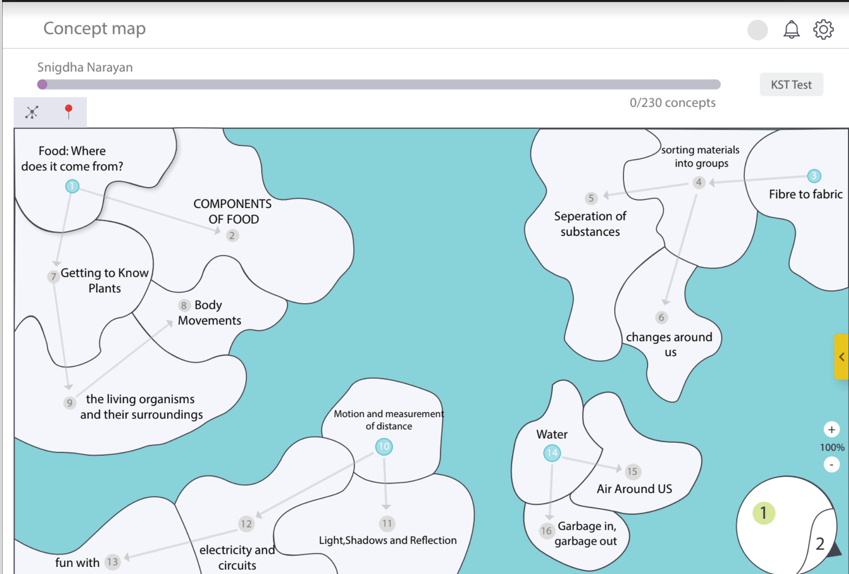 Concept map
Snigdha Narayan
KST Test
0/230 concepts
Food: Where
does it come from?
1
COMPONENTS
OF FOOD
2
7 Getting to Know
Plants
8 Body
Movements
9 the living organisms
and their surroundings
sorting materials
into groups
4
3
Fibre to fabric
5
Seperation of
substances
6
changes around
us
Motion and measurement
of distance
10
12
electricity and
circuits
11
Light,Shadows and Reflection
fun with 13
Water
14
15
Air Around US
16 Garbage in,
garbage out
+
100%
-
1
2